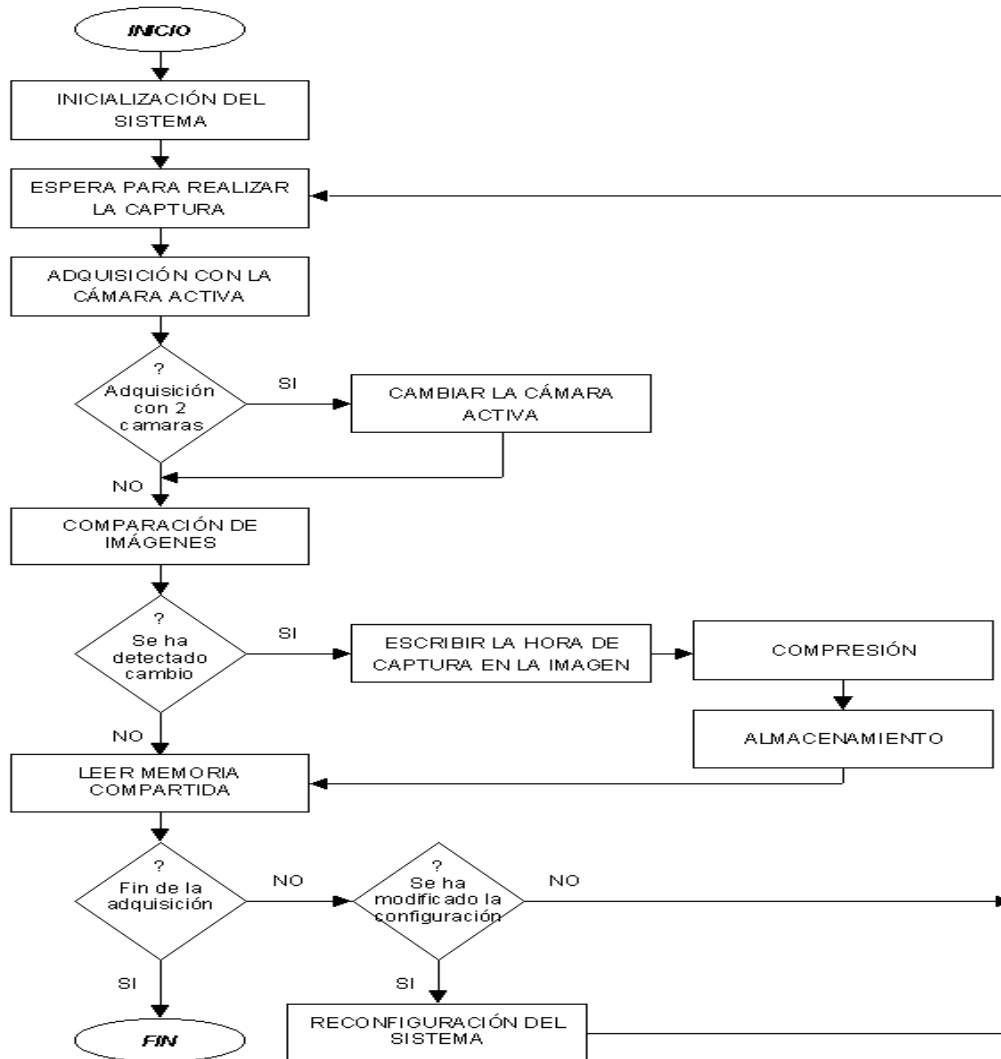 INICIO
INICIALIZACIÓN DEL
SISTEMA
ESPERA PARA REALIZAR
LA CAPTURA
ADQUISICIÓN CON LA
CÁMARA ACTIVA
?
Adquisición
con 2
camaras
SI
CAMBIAR LA CÁMARA
ACTIVA
NO
COMPARACIÓN DE
IMÁGENES
?
Se ha
detectado
cambio
SI
ESCRIBIR LA HORA DE
CAPTURA EN LA IMAGEN
COMPRESIÓN
ALMACENAMIENTO
NO
LEER MEMORIA
COMPARTIDA
?
Fin de la
adquisición
NO
?
Se ha
modificado la
configuración
NO
SI
SI
FIN
RECONFIGURACIÓN DEL
SISTEMA